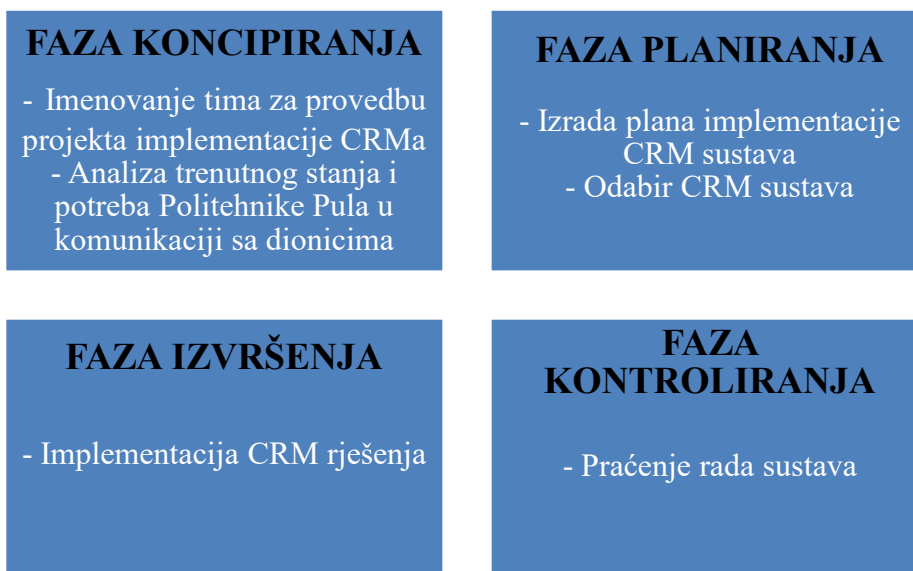 FAZA KONCIPIRANJA
- Imenovanje tima za provedbu
projekta implementacije CRMa
- Analiza trenutnog stanja i
potreba Politehnike Pula u
komunikaciji sa dionicima
FAZA PLANIRANJA
- Izrada plana implementacije
CRM sustava
- Odabir CRM sustava
FAZA IZVRŠENJA
- Implementacija CRM rješenja
FAZA
KONTROLIRANJA
- Praćenje rada sustava